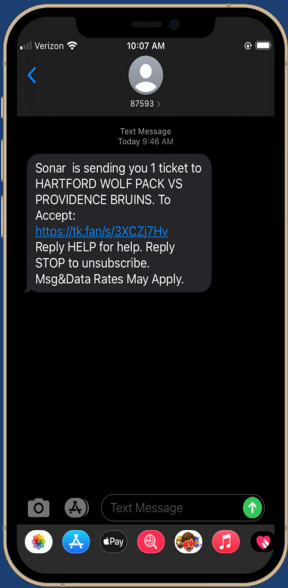 Verizon
10:07 AM
87593 >
Text Message
Today 9:46 AM
Sonar is sending you 1 ticket to
HARTFORD WOLF PACK VS
PROVIDENCE BRUINS. To
Accept:
https://tk.fan/s/3XCZj7Hv
Reply HELP for help. Reply
STOP to unsubscribe.
Msg&Data Rates May Apply.
Text Message
Pay